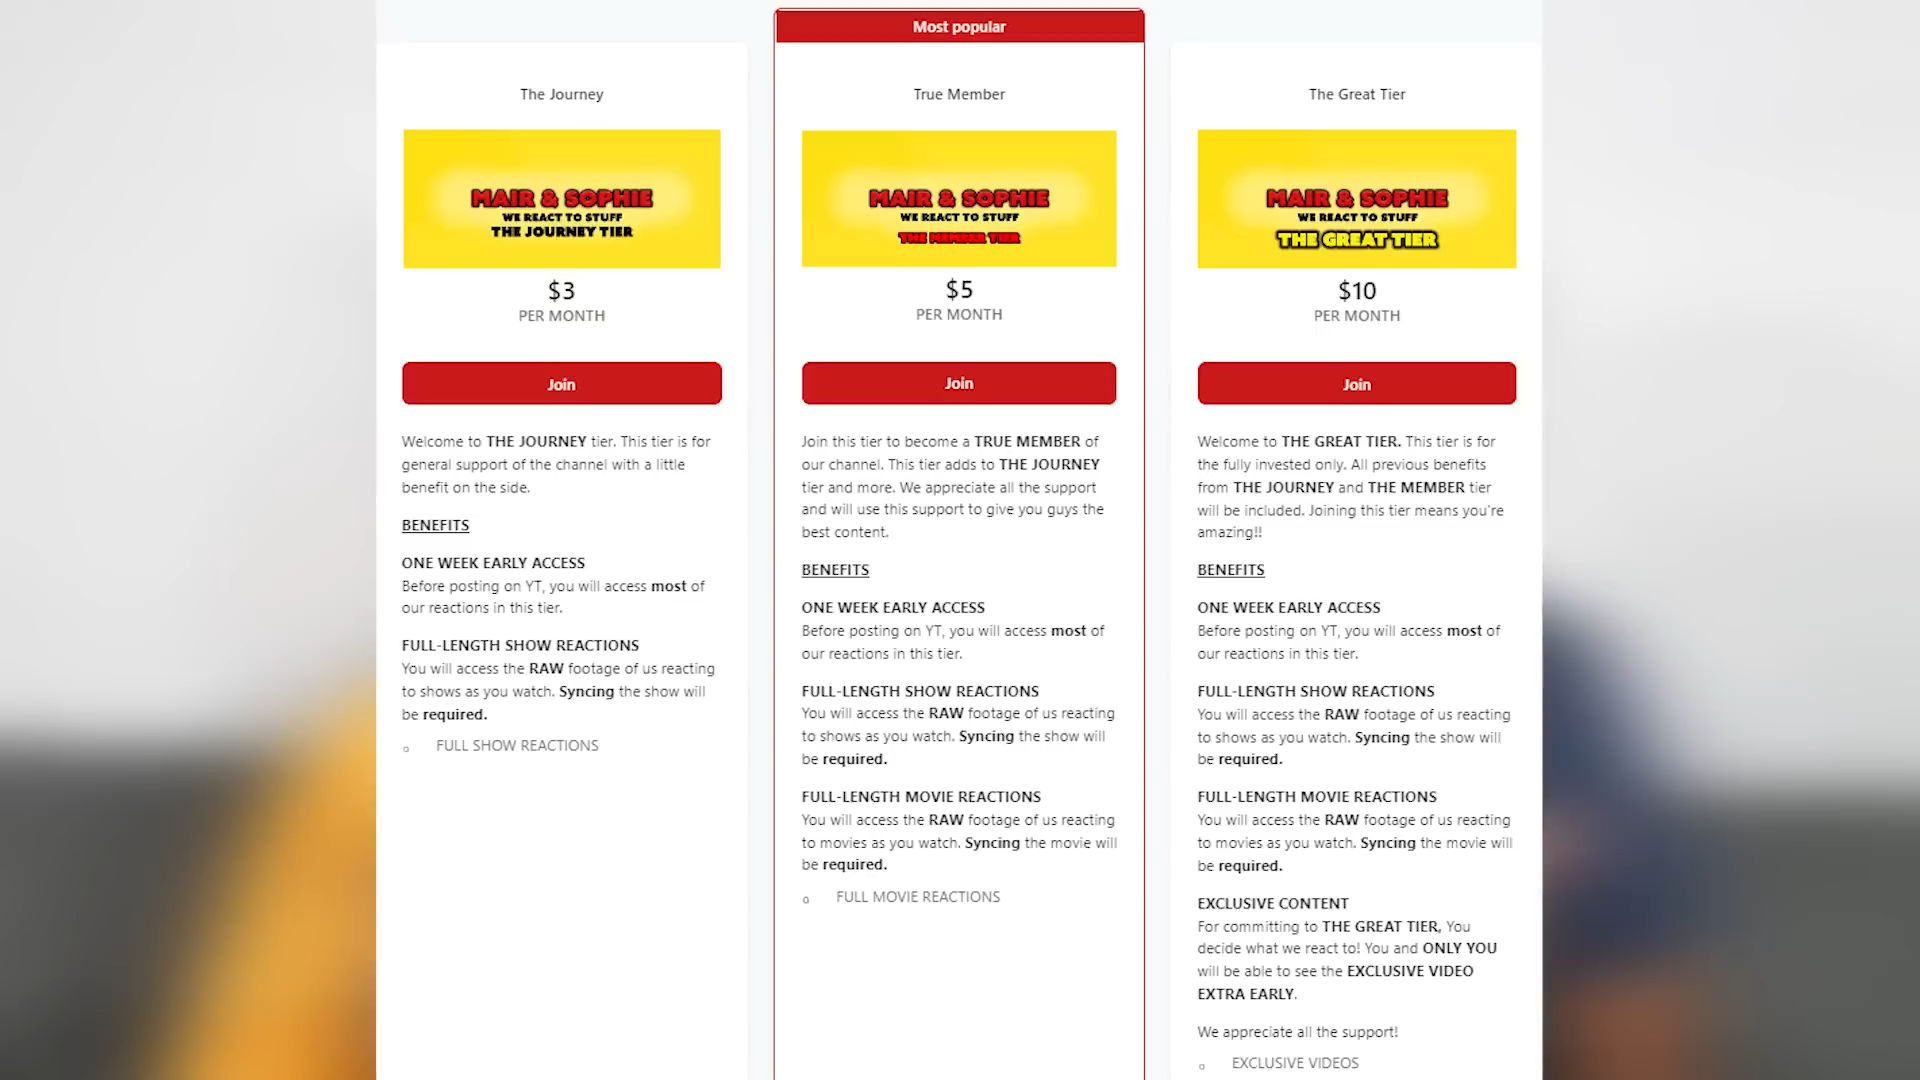 Most popular
The Journey
MAIR & SOPHIE
WE REACT TO STUFF
THE JOURNEY TIER
$3
PER MONTH
Join
Welcome to THE JOURNEY tier. This tier is for
general support of the channel with a little
benefit on the side.
BENEFITS
ONE WEEK EARLY ACCESS
Before posting on YT, you will access most of
our reactions in this tier.
FULL-LENGTH SHOW REACTIONS
You will access the RAW footage of us reacting
to shows as you watch. Syncing the show will
be required.
FULL SHOW REACTIONS
True Member
MAIR & SOPHIE
WE REACT TO STUFF
THE MEMBER TIER
$5
PER MONTH
Join
Join this tier to become a TRUE MEMBER of
our channel. This tier adds to THE JOURNEY
tier and more. We appreciate all the support
and will use this support to give you guys the
best content.
BENEFITS
ONE WEEK EARLY ACCESS
Before posting on YT, you will access most of
our reactions in this tier.
FULL-LENGTH SHOW REACTIONS
You will access the RAW footage of us reacting
to shows as you watch. Syncing the show will
be required.
FULL-LENGTH MOVIE REACTIONS
You will access the RAW footage of us reacting
to movies as you watch. Syncing the movie will
be required.
FULL MOVIE REACTIONS
The Great Tier
MAIR & SOPHIE
WE REACT TO STUFF
THE GREAT TIER
$10
PER MONTH
Join
Welcome to THE GREAT TIER. This tier is for
the fully invested only. All previous benefits
from THE JOURNEY and THE MEMBER tier
will be included. Joining this tier means you're
amazing!!
BENEFITS
ONE WEEK EARLY ACCESS
Before posting on YT, you will access most of
our reactions in this tier.
FULL-LENGTH SHOW REACTIONS
You will access the RAW footage of us reacting
to shows as you watch. Syncing the show will
be required.
FULL-LENGTH MOVIE REACTIONS
You will access the RAW footage of us reacting
to movies as you watch. Syncing the movie will
be required.
EXCLUSIVE CONTENT
For committing to THE GREAT TIER, You
decide what we react to! You and ONLY YOU
will be able to see the EXCLUSIVE VIDEO
EXTRA EARLY.
We appreciate all the support!
EXCLUSIVE VIDEOS